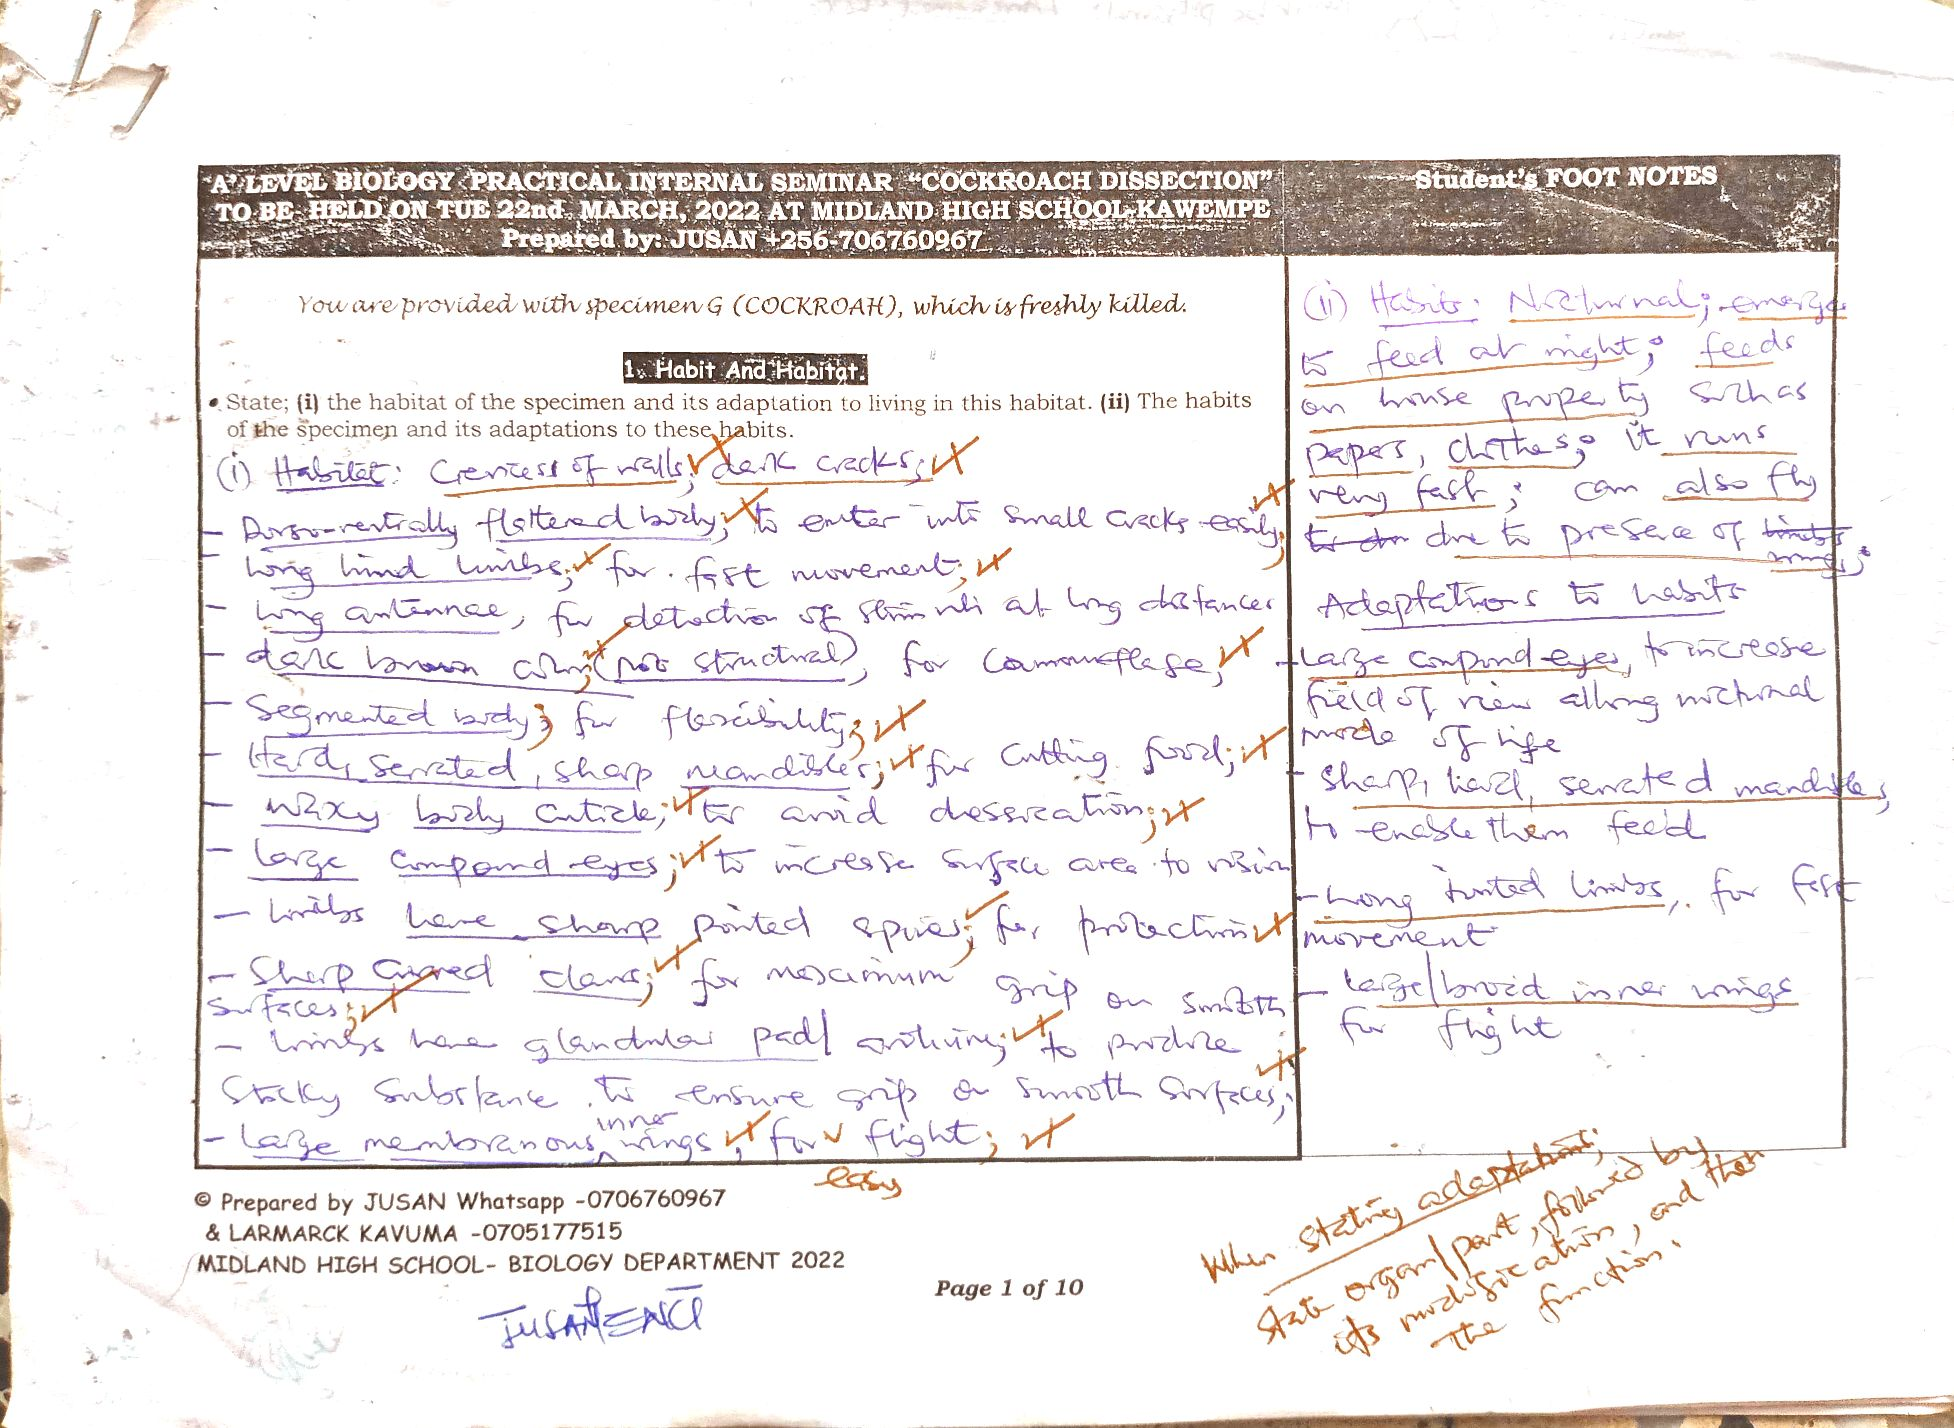 'A' LEVEL BIOLOGY PRACTICAL INTERNAL SEMINAR "COCKROACH DISSECTION"
TO BE HELD ON TUE 22nd MARCH, 2022 AT MIDLAND HIGH SCHOOL-KAWEMPE
Prepared by: JUSAN +256-706760967
You are provided with specimen G (COCKROAH), which is freshly killed.
1. Habit And Habitat.
• State; (i) the habitat of the specimen and its adaptation to living in this habitat. (ii) The habits
of the specimen and its adaptations to these habits.
(i) Habitat: of walls; dark cracks;
- Dorso-ventrally flattened body; to enter into small cracks easily;
- Long hind limbs; for fast movement;
- Long antennae, for detection of stimuli at long distances
- dark brown (not structural), for camouflage;
- Segmented body; for flexibility;
- Hard, serrated, sharp mandibles; for cutting food;
- waxy body cuticle; to avoid
- Large compound eyes; to increase surface area to vision
- limbs have sharp pointed spines; for protection
- Sharp curved claws; for maximum grip on smooth
surfaces;
- limbs have glandular pad/ to produce
sticky substance to ensure grip on smooth surfaces;
- Large membranous inner wings, for easy flight;
Student's FOOT NOTES
(ii) Habits: Nocturnal; emerge
to feed at night; feeds
on house property such as
papers, clothes; it runs
very fast; can also fly
due to presence of
wings;
Adaptations to habits
- Large compound eyes, to increase
field of view nocturnal
mode of life
- Sharp, hard, serrated mandibles,
to enable them feed
- Long jointed limbs, for fast
movement
- Large/broad inner wings
for flight
© Prepared by JUSAN Whatsapp -0706760967
& LARMARCK KAVUMA -0705177515
MIDLAND HIGH SCHOOL- BIOLOGY DEPARTMENT 2022
Page 1 of 10
When stating adaptations;
state organ/part, followed by
its modification, and then
the function.